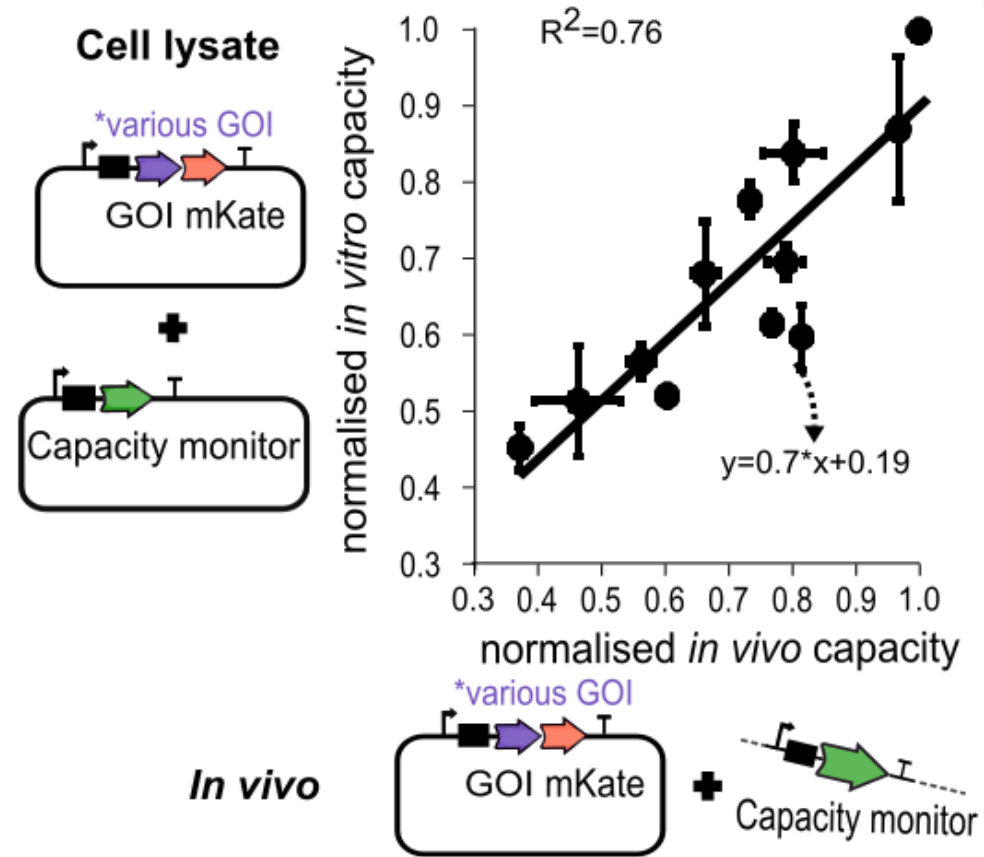 Cell lysate
*various GOI
GOI mKate
Capacity monitor
normalised in vitro capacity
R²=0.76
1.0
0.9
0.8
0.7
0.6
0.5
0.4
0.3
y=0.7*x+0.19
0.3 0.4 0.5 0.6 0.7 0.8 0.9 1.0
normalised in vivo capacity
*various GOI
In vivo
GOI mKate
Capacity monitor